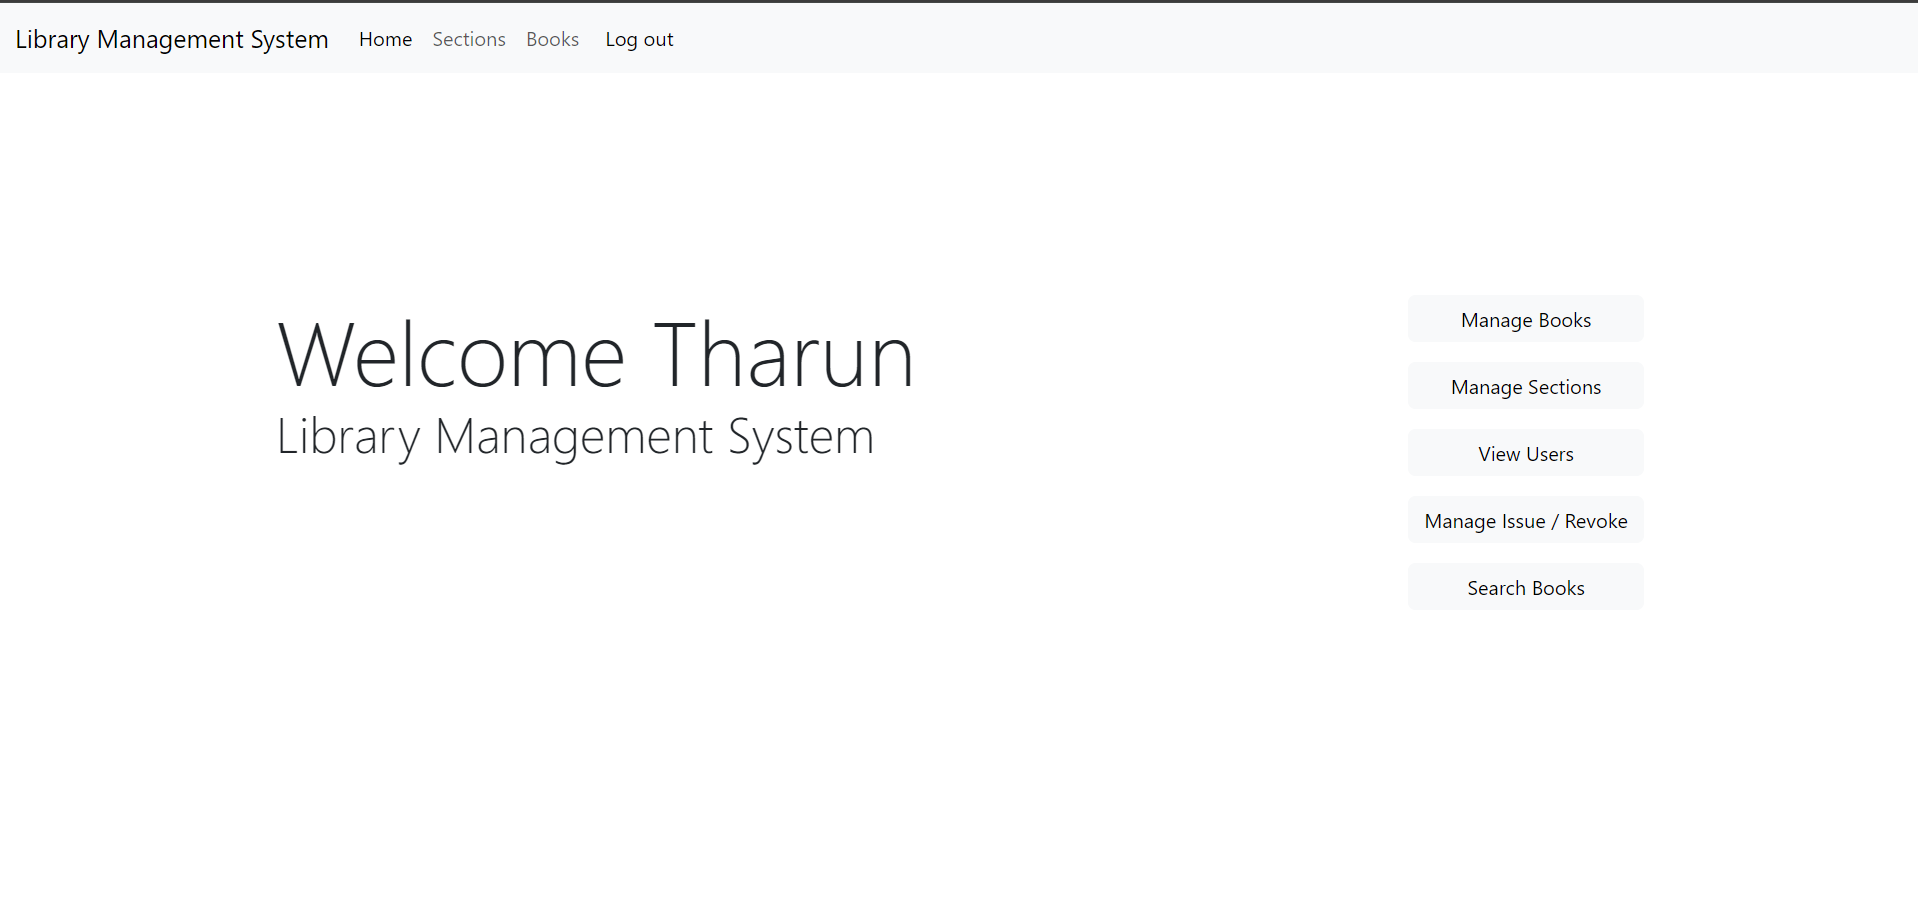 Library Management System Home Sections Books Log out
Welcome Tharun
Library Management System
Manage Books
Manage Sections
View Users
Manage Issue / Revoke
Search Books